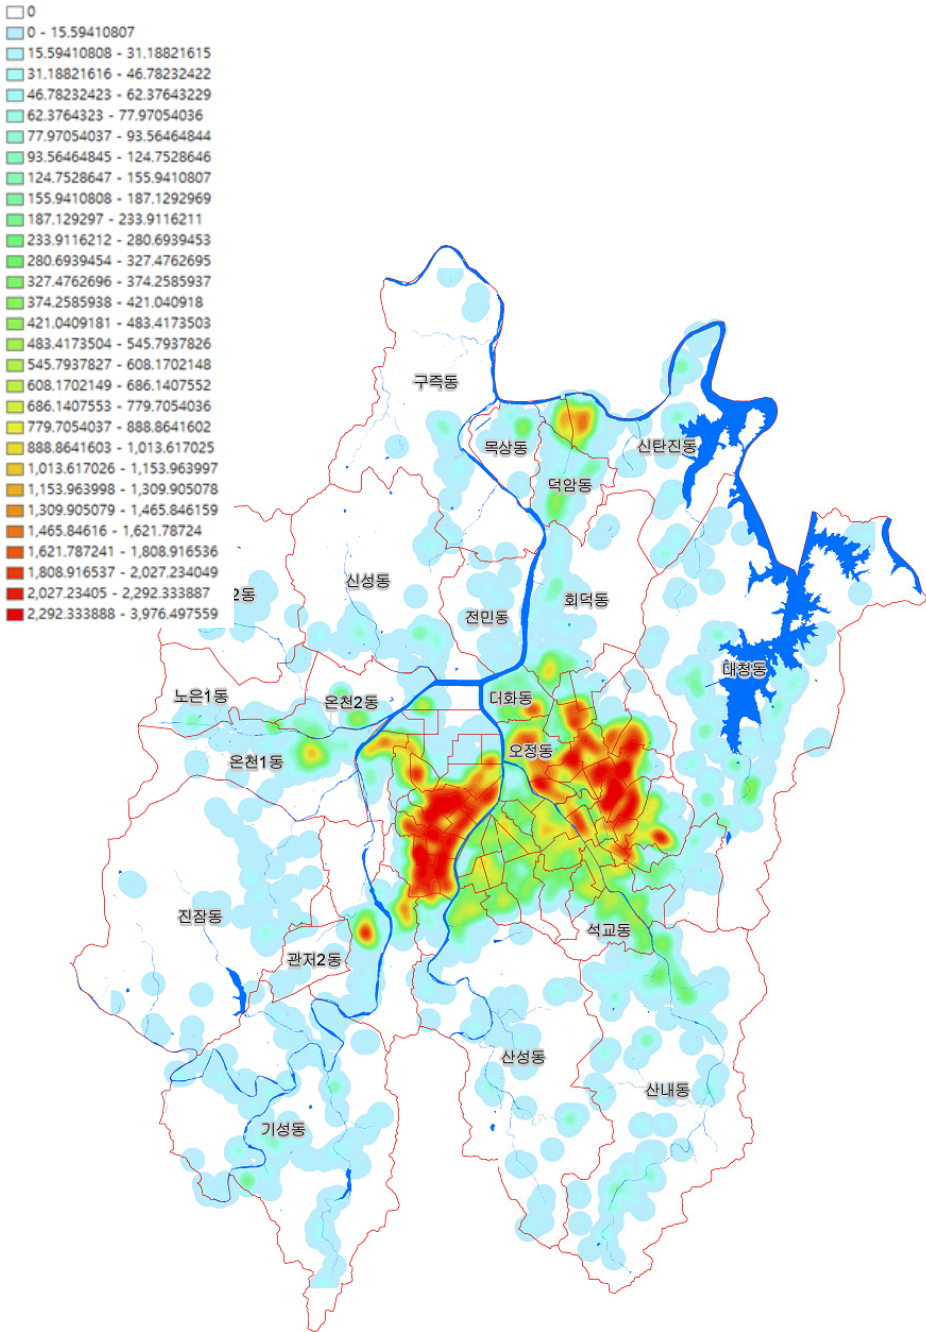 0
0 - 15.59410807
15.59410808 - 31.18821615
31.18821616 - 46.78232422
46.78232423 - 62.37643229
62.3764323 - 77.97054036
77.97054037 - 93.56464844
93.56464845 - 124.7528646
124.7528647 - 155.9410807
155.9410808 - 187.1292969
187.129297 - 233.9116211
233.9116212 - 280.6939453
280.6939454 - 327.4762695
327.4762696 - 374.2585937
374.2585938 - 421.040918
421.0409181 - 483.4173503
483.4173504 - 545.7937826
545.7937827 - 608.1702148
608.1702149 - 686.1407552
686.1407553 - 779.7054036
779.7054037 - 888.8641602
888.8641603 - 1,013.617025
1,013.617026 - 1,153.963997
1,153.963998 - 1,309.905078
1,309.905079 - 1,465.846159
1,465.84616 - 1,621.78724
1,621.787241 - 1,808.916536
1,808.916537 - 2,027.234049
2,027.23405 - 2,292.333887
2,292.333888 - 3,976.497559
구즉동
목상동
신탄진동
덕암동
신성동
2동
회덕동
전민동
대청동
노은1동
온천2동
대화동
오정동
온천1동
진잠동
석교동
관저2동
산성동
산내동
기성동